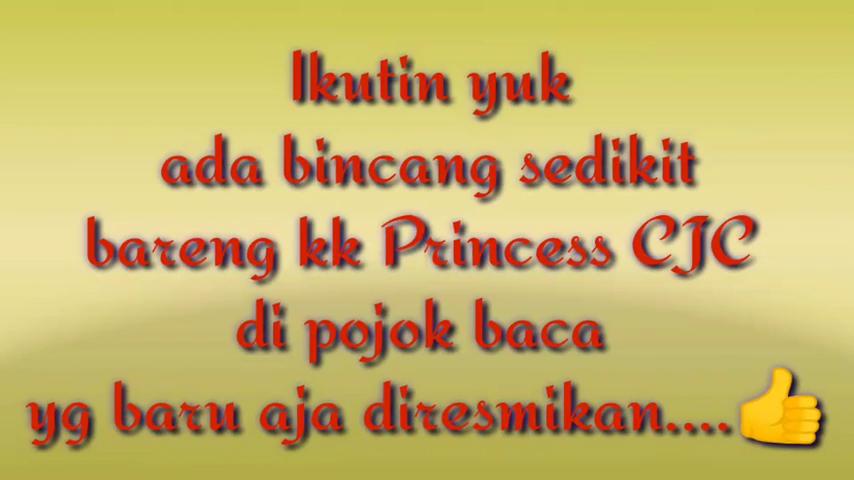 Ikutin yuk
ada bincang sedikit
bareng kk Princess CJC
di pojok baca
yg baru aja diresmikan....👍